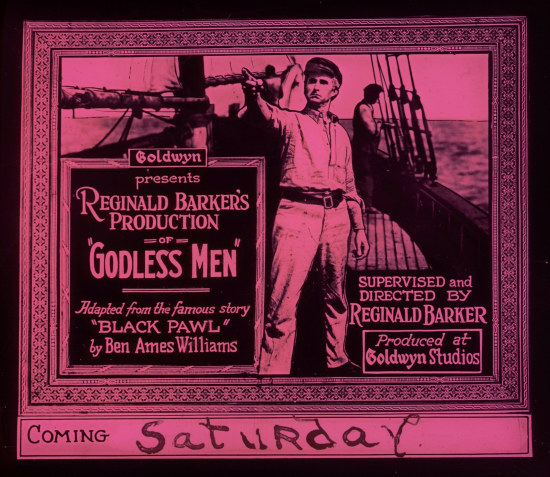 Goldwyn
presents
REGINALD BARKER'S
PRODUCTION
OF
"GODLESS MEN"
Adapted from the famous story
"BLACK PAWL"
by Ben Ames Williams
SUPERVISED and
DIRECTED BY
REGINALD BARKER
Produced at
Goldwyn Studios
COMING Saturday